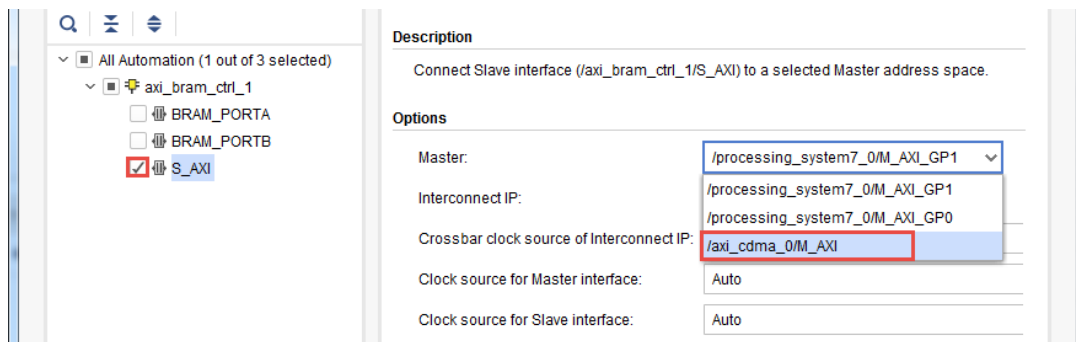 All Automation (1 out of 3 selected)
axi_bram_ctrl_1
BRAM_PORTA
BRAM_PORTB
S_AXI
Description
Connect Slave interface (/axi_bram_ctrl_1/S_AXI) to a selected Master address space.
Options
Master: /processing_system7_0/M_AXI_GP1
/processing_system7_0/M_AXI_GP1
Interconnect IP:
/processing_system7_0/M_AXI_GP0
Crossbar clock source of Interconnect IP: /axi_cdma_0/M_AXI
Clock source for Master interface: Auto
Clock source for Slave interface: Auto